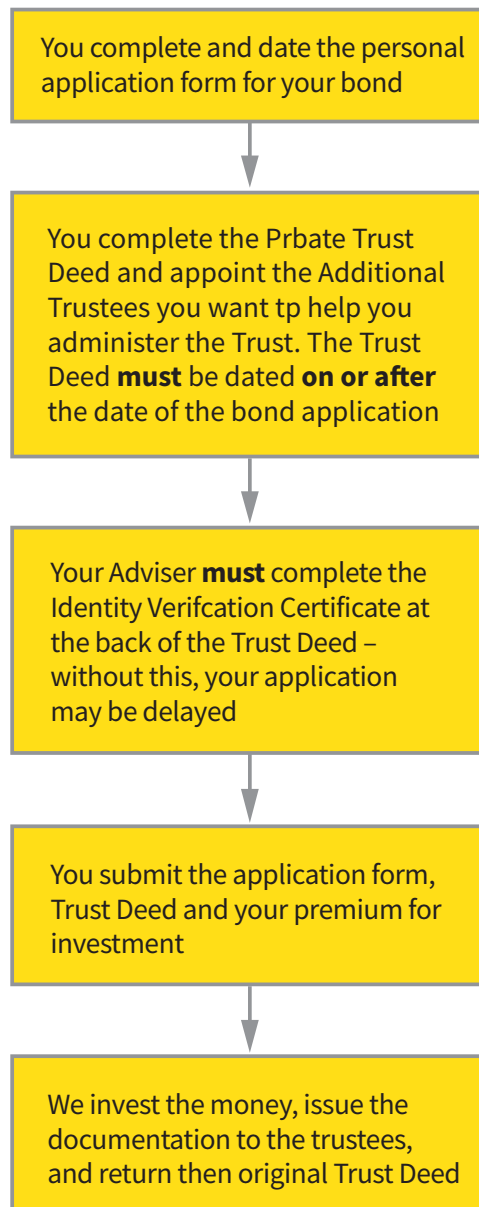 You complete and date the personal
application form for your bond
You complete the Prbate Trust
Deed and appoint the Additional
Trustees you want tp help you
administer the Trust. The Trust
Deed must be dated on or after
the date of the bond application
Your Adviser must complete the
Identity Verifcation Certificate at
the back of the Trust Deed –
without this, your application
may be delayed
You submit the application form,
Trust Deed and your premium for
investment
We invest the money, issue the
documentation to the trustees,
and return then original Trust Deed